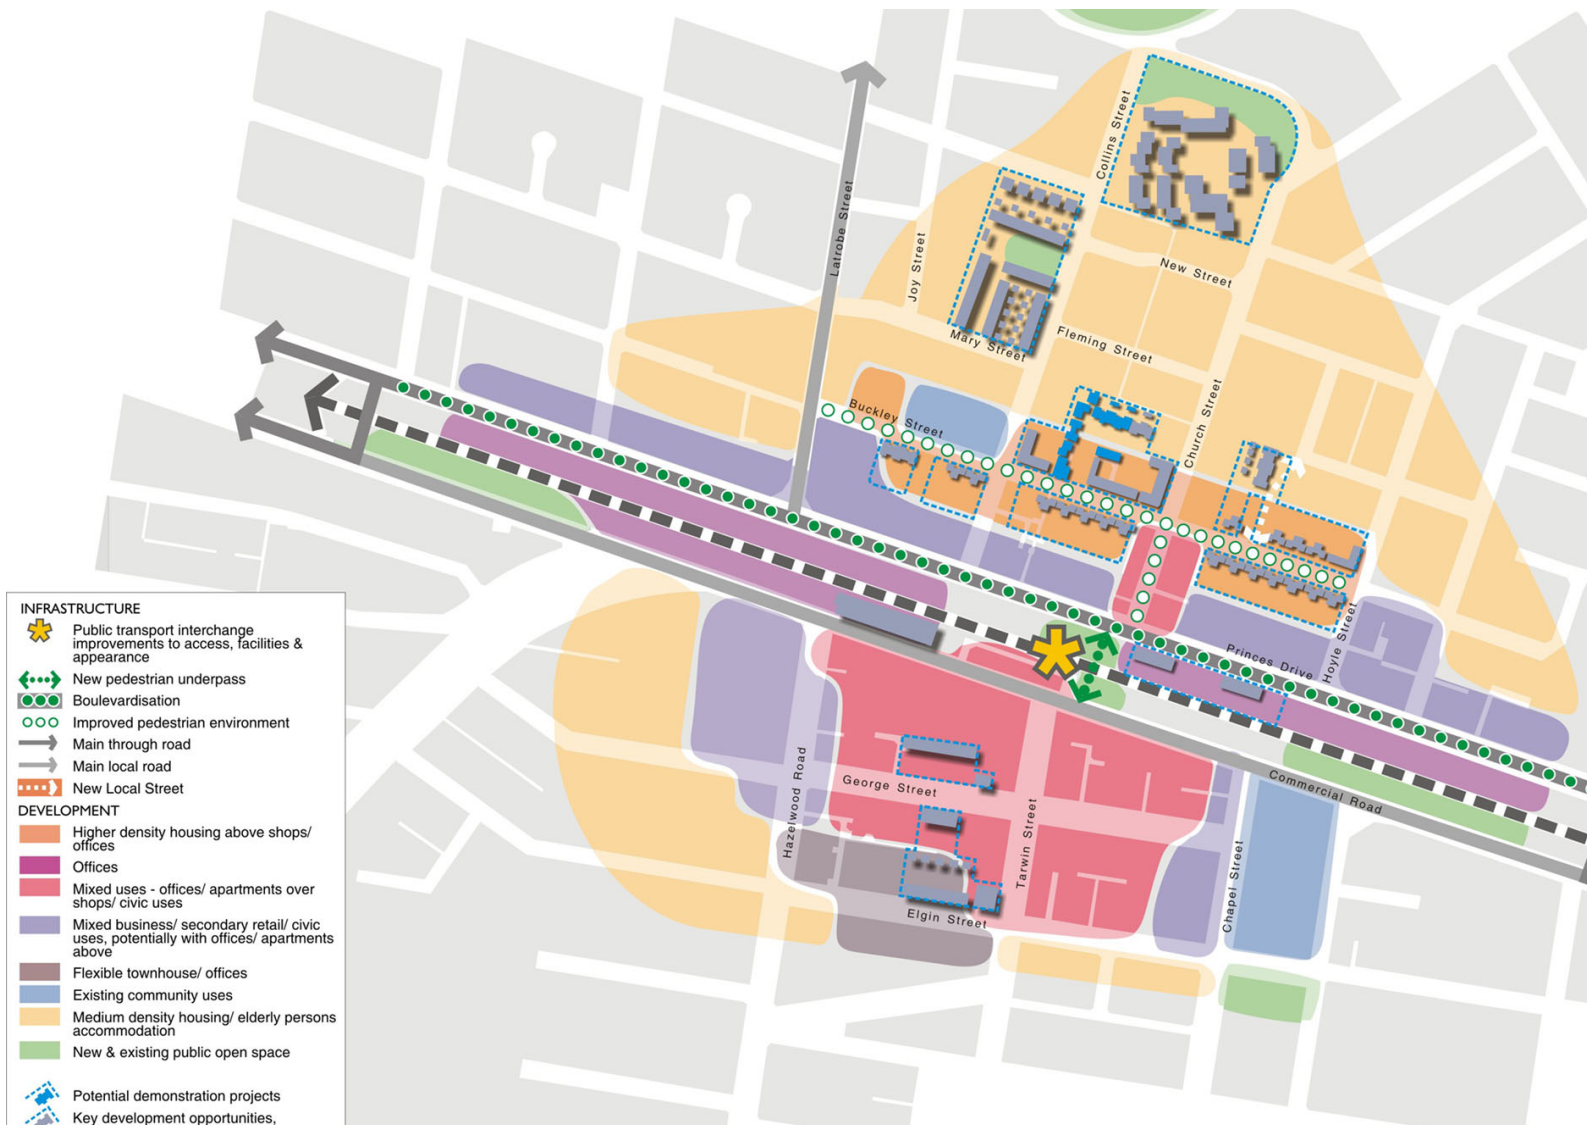 Collins Street
Latrobe Street
Joy Street
New Street
Mary Street
Fleming Street
Buckley Street
Church Street
Hoyle Street
Princes Drive
Commercial Road
Hazelwood Road
George Street
Tarwin Street
Chapel Street
Elgin Street
INFRASTRUCTURE
Public transport interchange
improvements to access, facilities &
appearance
New pedestrian underpass
Boulevardisation
Improved pedestrian environment
Main through road
Main local road
New Local Street
DEVELOPMENT
Higher density housing above shops/
offices
Offices
Mixed uses - offices/ apartments over
shops/ civic uses
Mixed business/ secondary retail/ civic
uses, potentially with offices/ apartments
above
Flexible townhouse/ offices
Existing community uses
Medium density housing/ elderly persons
accommodation
New & existing public open space
Potential demonstration projects
Key development opportunities,